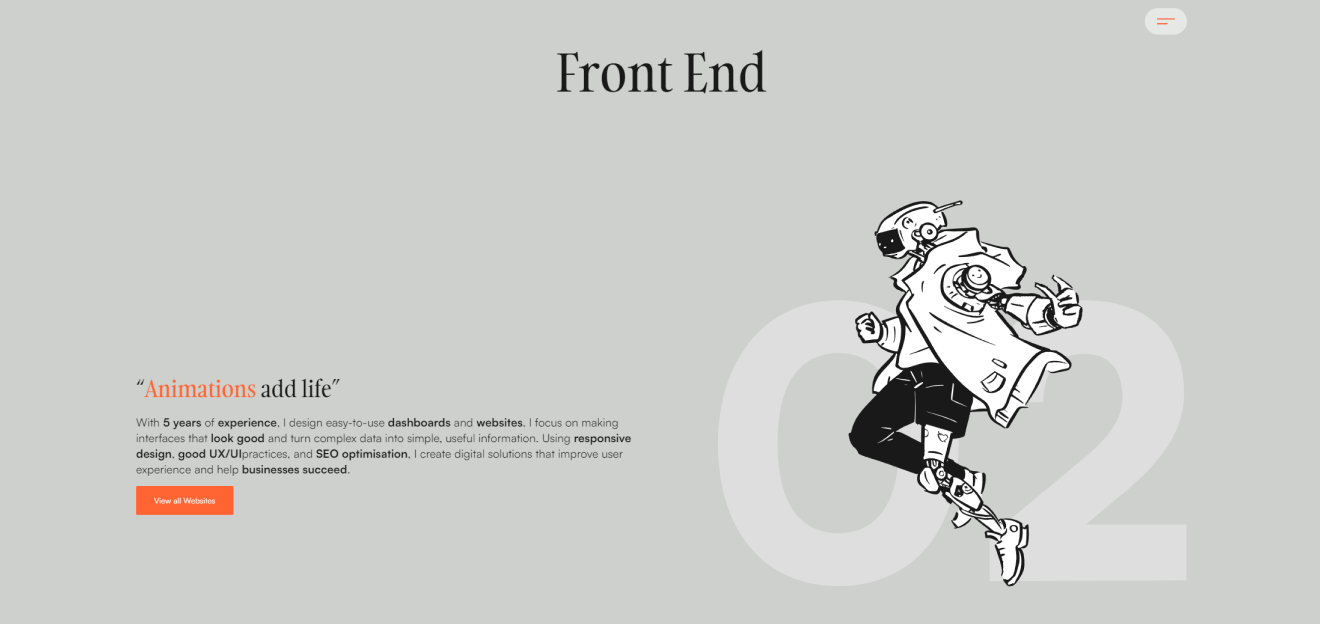 Front End
02
“Animations add life”
With 5 years of experience, I design easy-to-use dashboards and websites. I focus on making
interfaces that look good and turn complex data into simple, useful information. Using responsive
design, good UX/UIpractices, and SEO optimisation, I create digital solutions that improve user
experience and help businesses succeed.
View all Websites